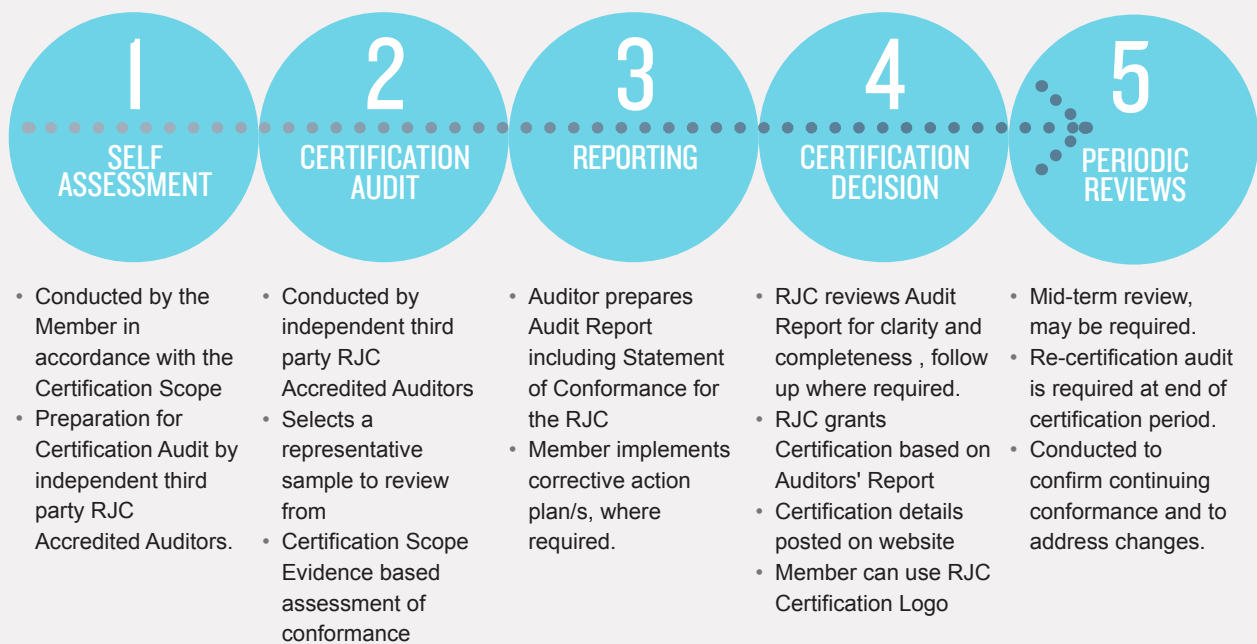 1
SELF
ASSESSMENT
• Conducted by the
Member in
accordance with the
Certification Scope
• Preparation for
Certification Audit by
independent third
party RJC
Accredited Auditors.
2
CERTIFICATION
AUDIT
• Conducted by
independent third
party RJC
Accredited Auditors
• Selects a
representative
sample to review
from
• Certification Scope
Evidence based
assessment of
conformance
3
REPORTING
• Auditor prepares
Audit Report
including Statement
of Conformance for
the RJC
• Member implements
corrective action
plan/s, where
required.
4
CERTIFICATION
DECISION
• RJC reviews Audit
Report for clarity and
completeness , follow
up where required.
• RJC grants
Certification based on
Auditors' Report
• Certification details
posted on website
• Member can use RJC
Certification Logo
5
PERIODIC
REVIEWS
• Mid-term review,
may be required.
• Re-certification audit
is required at end of
certification period.
• Conducted to
confirm continuing
conformance and to
address changes.